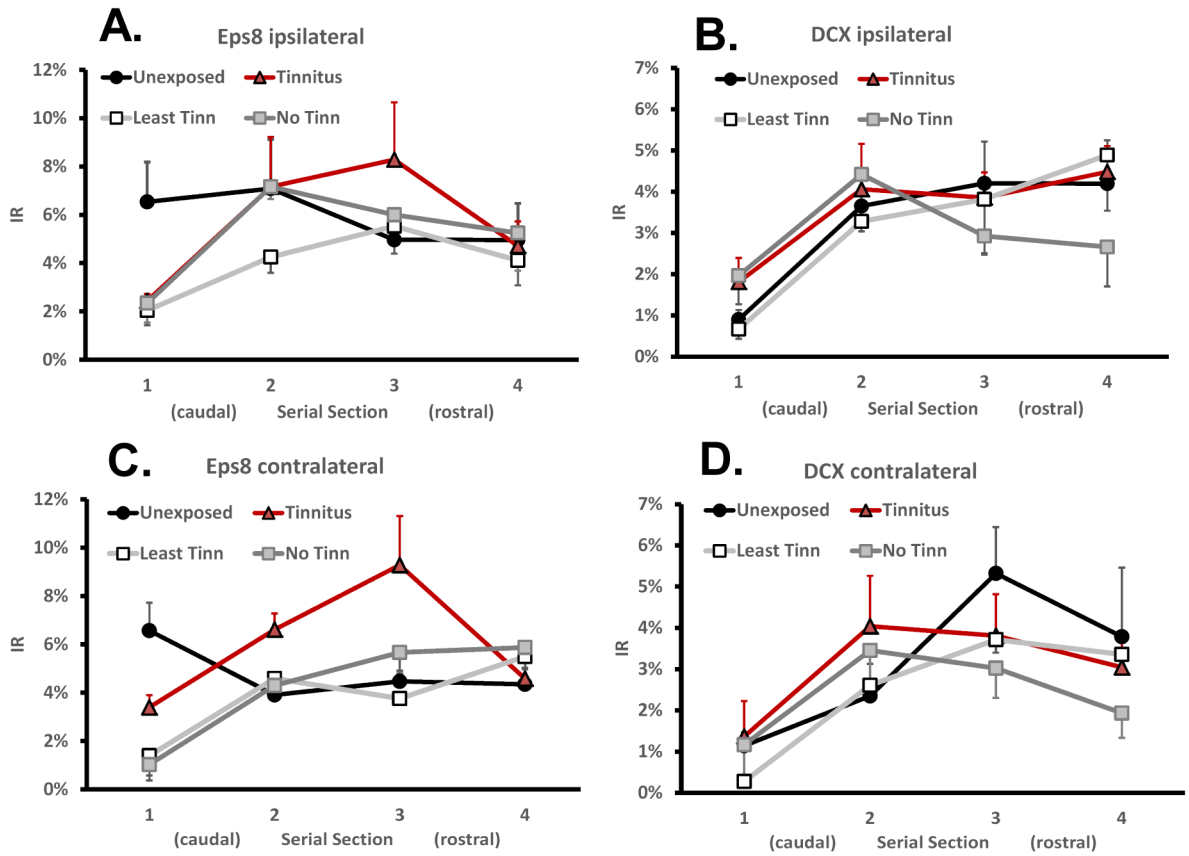 A.
Eps8 ipsilateral
12%
Unexposed Tinnitus
10%
Least Tinn No Tinn
8%
6%
IR
4%
2%
0%
1 2 3 4
(caudal) Serial Section (rostral)
B.
DCX ipsilateral
7%
Unexposed Tinnitus
6%
Least Tinn No Tinn
5%
4%
IR
3%
2%
1%
0%
1 2 3 4
(caudal) Serial Section (rostral)
C.
Eps8 contralateral
12%
Unexposed Tinnitus
10%
Least Tinn No Tinn
8%
6%
IR
4%
2%
0%
1 2 3 4
(caudal) Serial Section (rostral)
D.
DCX contralateral
7%
Unexposed Tinnitus
6%
Least Tinn No Tinn
5%
4%
IR
3%
2%
1%
0%
1 2 3 4
(caudal) Serial Section (rostral)